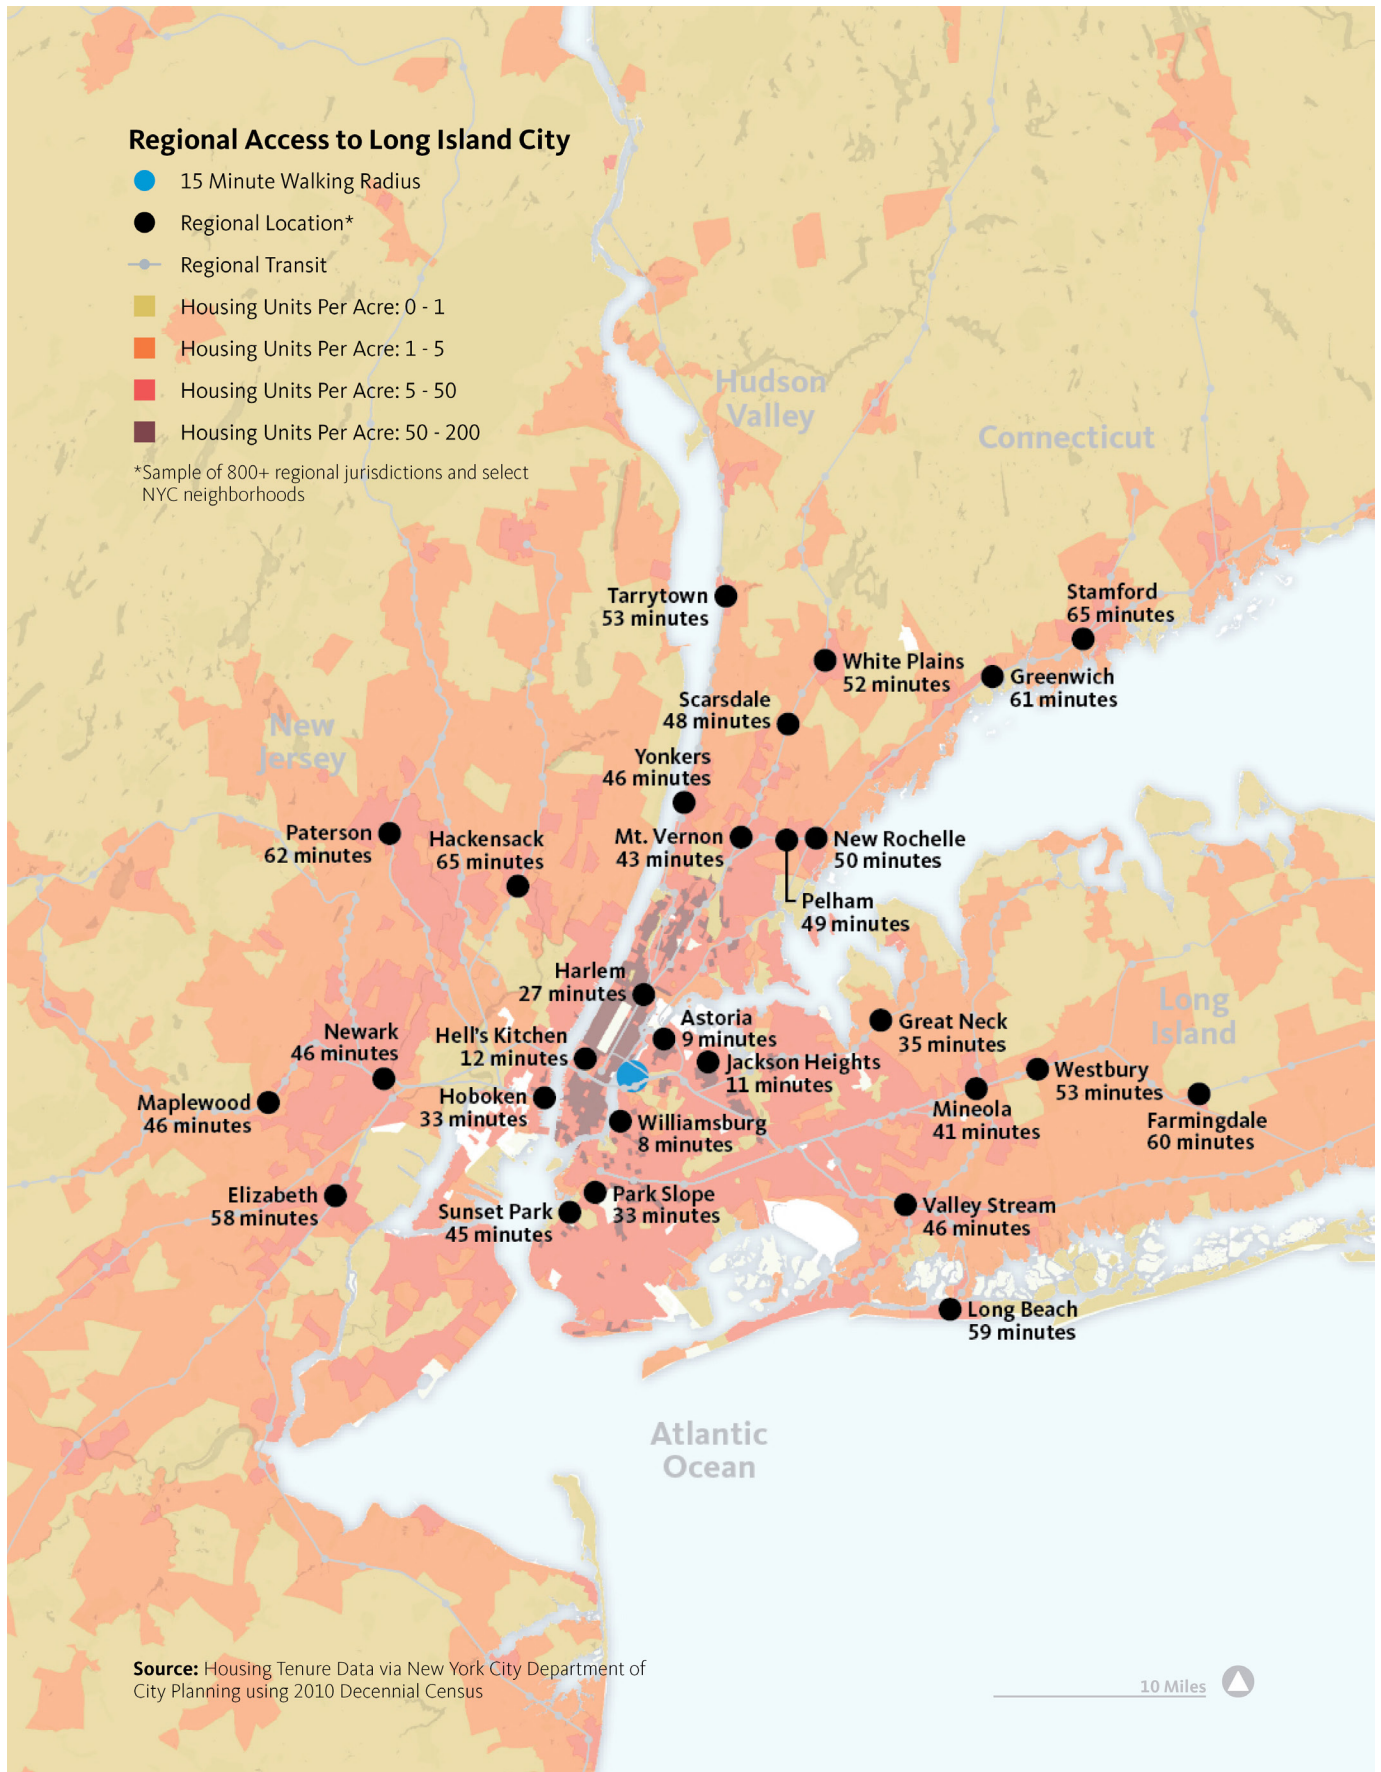 Regional Access to Long Island City
15 Minute Walking Radius
Regional Location*
Regional Transit
Housing Units Per Acre: 0 - 1
Housing Units Per Acre: 1 - 5
Housing Units Per Acre: 5 - 50
Housing Units Per Acre: 50 - 200
*Sample of 800+ regional jurisdictions and select
NYC neighborhoods
Hudson
Valley
Connecticut
Tarrytown
53 minutes
Stamford
65 minutes
White Plains
52 minutes
Greenwich
61 minutes
Scarsdale
48 minutes
New
Jersey
Yonkers
46 minutes
Paterson
62 minutes
Hackensack
65 minutes
Mt. Vernon
43 minutes
New Rochelle
50 minutes
Pelham
49 minutes
Harlem
27 minutes
Long
Island
Astoria
9 minutes
Great Neck
35 minutes
Newark
46 minutes
Hell's Kitchen
12 minutes
Jackson Heights
11 minutes
Westbury
53 minutes
Maplewood
46 minutes
Hoboken
33 minutes
Mineola
41 minutes
Farmingdale
60 minutes
Williamsburg
8 minutes
Elizabeth
58 minutes
Sunset Park
45 minutes
Park Slope
33 minutes
Valley Stream
46 minutes
Long Beach
59 minutes
Atlantic
Ocean
Source: Housing Tenure Data via New York City Department of
City Planning using 2010 Decennial Census
10 Miles